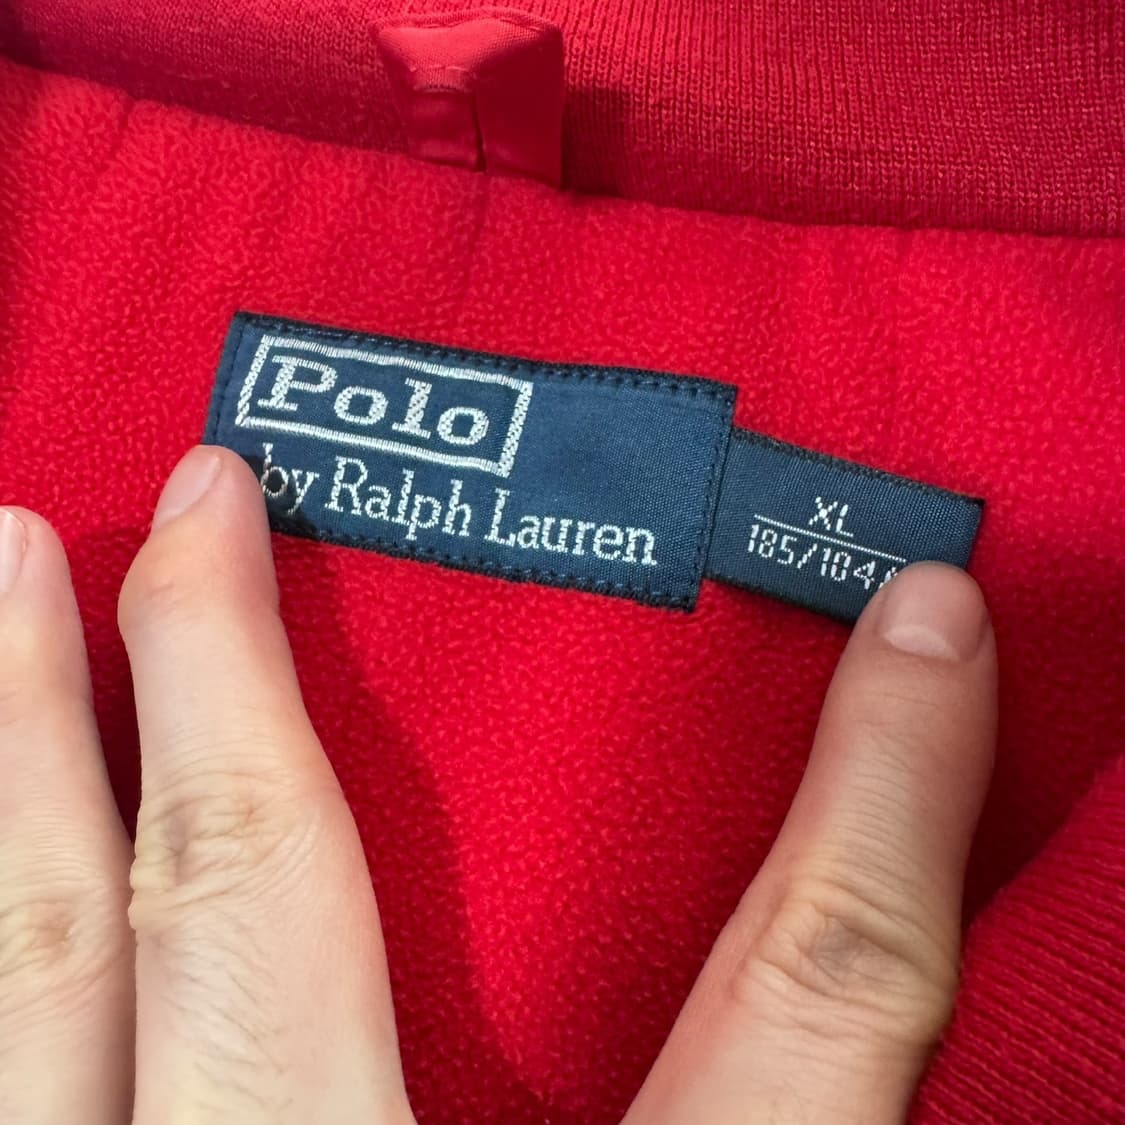 Polo
by Ralph Lauren
XL
185/104